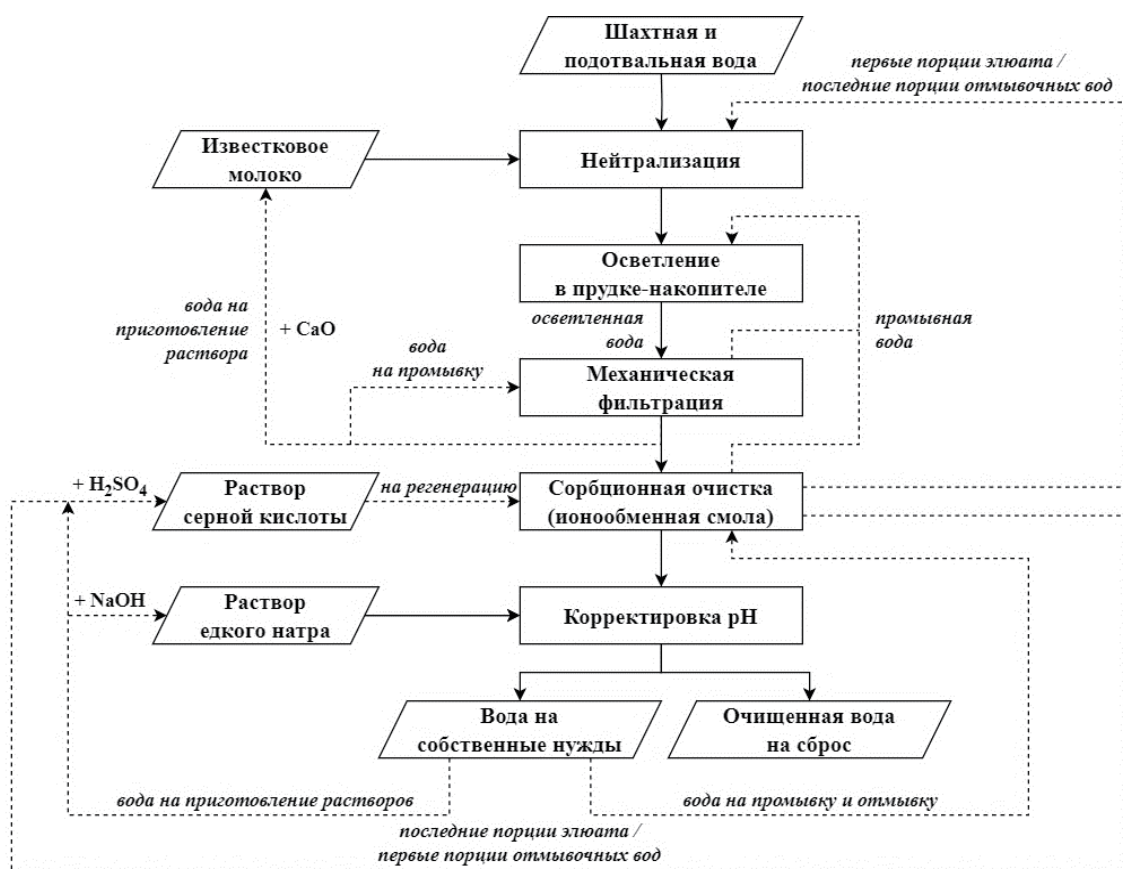 Шахтная и
подотвальная вода
первые порции элюата /
последние порции отмывочных вод
Известковое
молоко
Нейтрализация
Осветление
в прудке-накопителе
вода на
приготовление
раствора
+ CaO
осветленная
вода
промывная
вода
вода
на промывку
Механическая
фильтрация
+ H₂SO₄
Раствор
серной кислоты
на регенерацию
Сорбционная очистка
(ионообменная смола)
+ NaOH
Раствор
едкого натра
Корректировка pH
Вода на
собственные нужды
Очищенная вода
на сброс
вода на приготовление растворов
вода на промывку и отмывку
последние порции элюата /
первые порции отмывочных вод